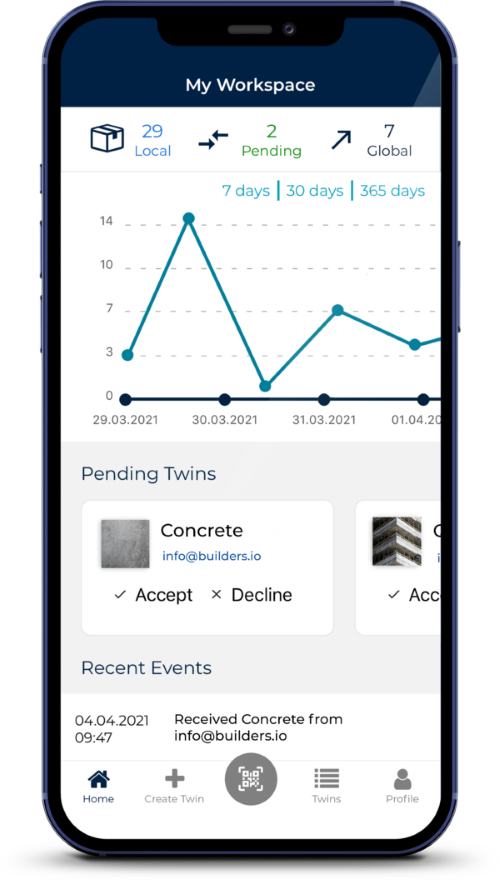 My Workspace
29
Local
2
Pending
7
Global
7 days | 30 days | 365 days
14
10
7
3
0
29.03.2021 30.03.2021 31.03.2021 01.04.20
Pending Twins
Concrete
info@builders.io
✓ Accept × Decline
C
i
✓ Acc
Recent Events
04.04.2021
09:47
Received Concrete from
info@builders.io
Home
Create Twin
Twins
Profile